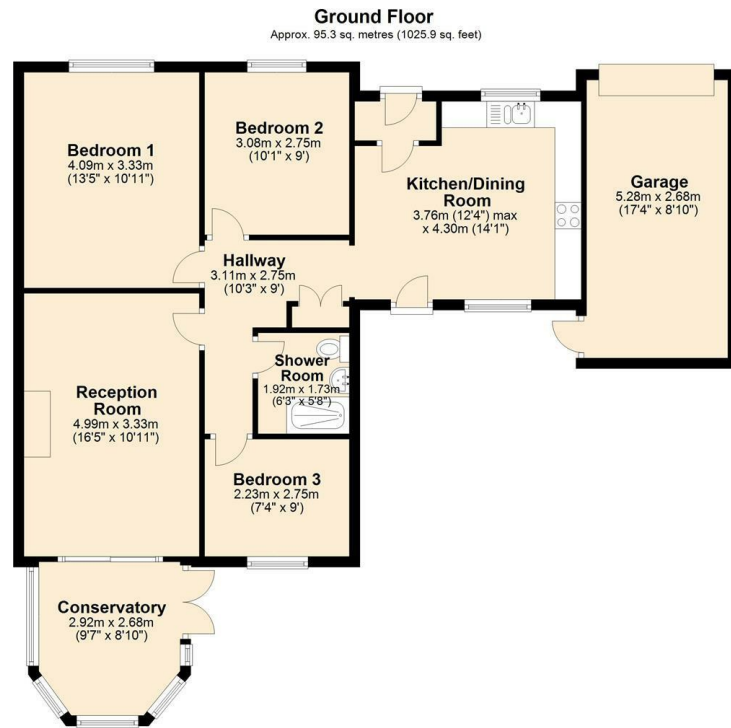 Ground Floor
Approx. 95.3 sq. metres (1025.9 sq. feet)
Bedroom 1
4.09m x 3.33m
(13'5" x 10'11")
Bedroom 2
3.08m x 2.75m
(10'1" x 9')
Kitchen/Dining
Room
3.76m (12'4") max
x 4.30m (14'1")
Garage
5.28m x 2.68m
(17'4" x 8'10")
Hallway
3.11m x 2.75m
(10'3" x 9')
Reception
Room
4.99m x 3.33m
(16'5" x 10'11")
Shower
Room
1.92m x 1.73m
(6'3" x 5'8")
Bedroom 3
2.23m x 2.75m
(7'4" x 9')
Conservatory
2.92m x 2.68m
(9'7" x 8'10")